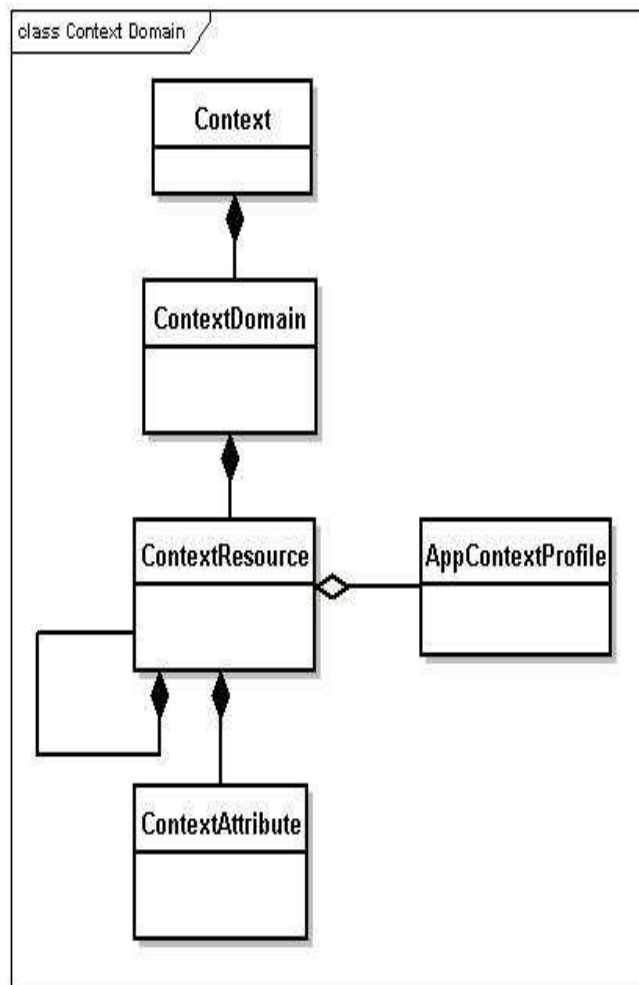 class Context Domain
Context
ContextDomain
ContextResource
AppContextProfile
ContextAttribute